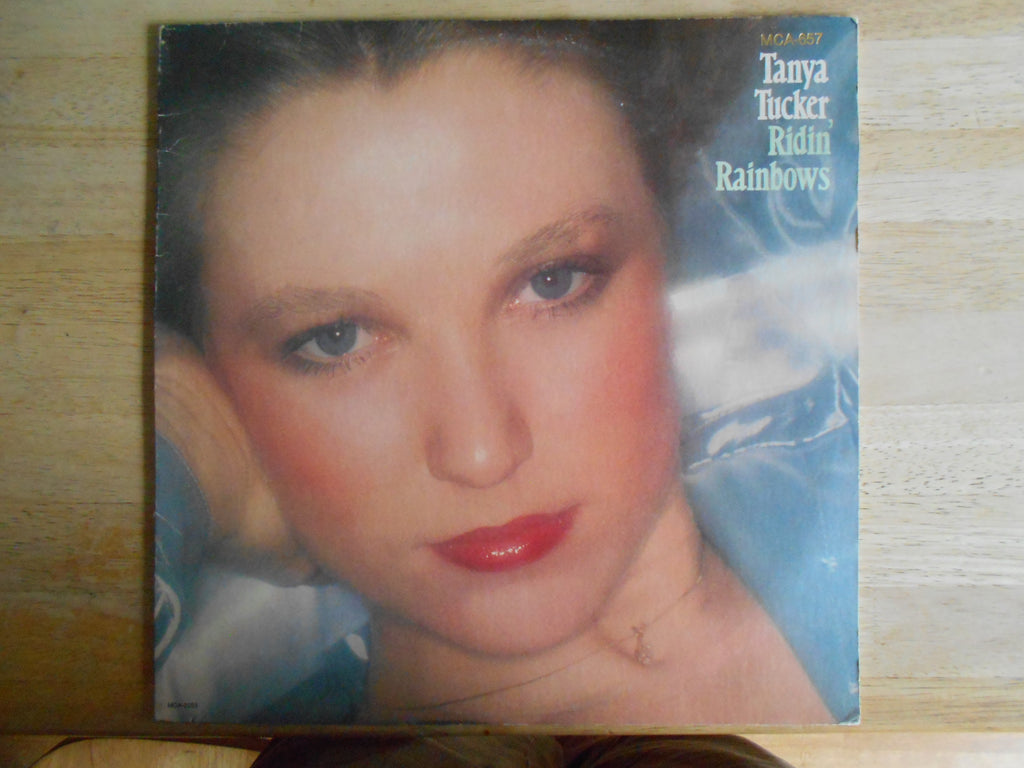 MCA-657
Tanya
Tucker,
Ridin
Rainbows